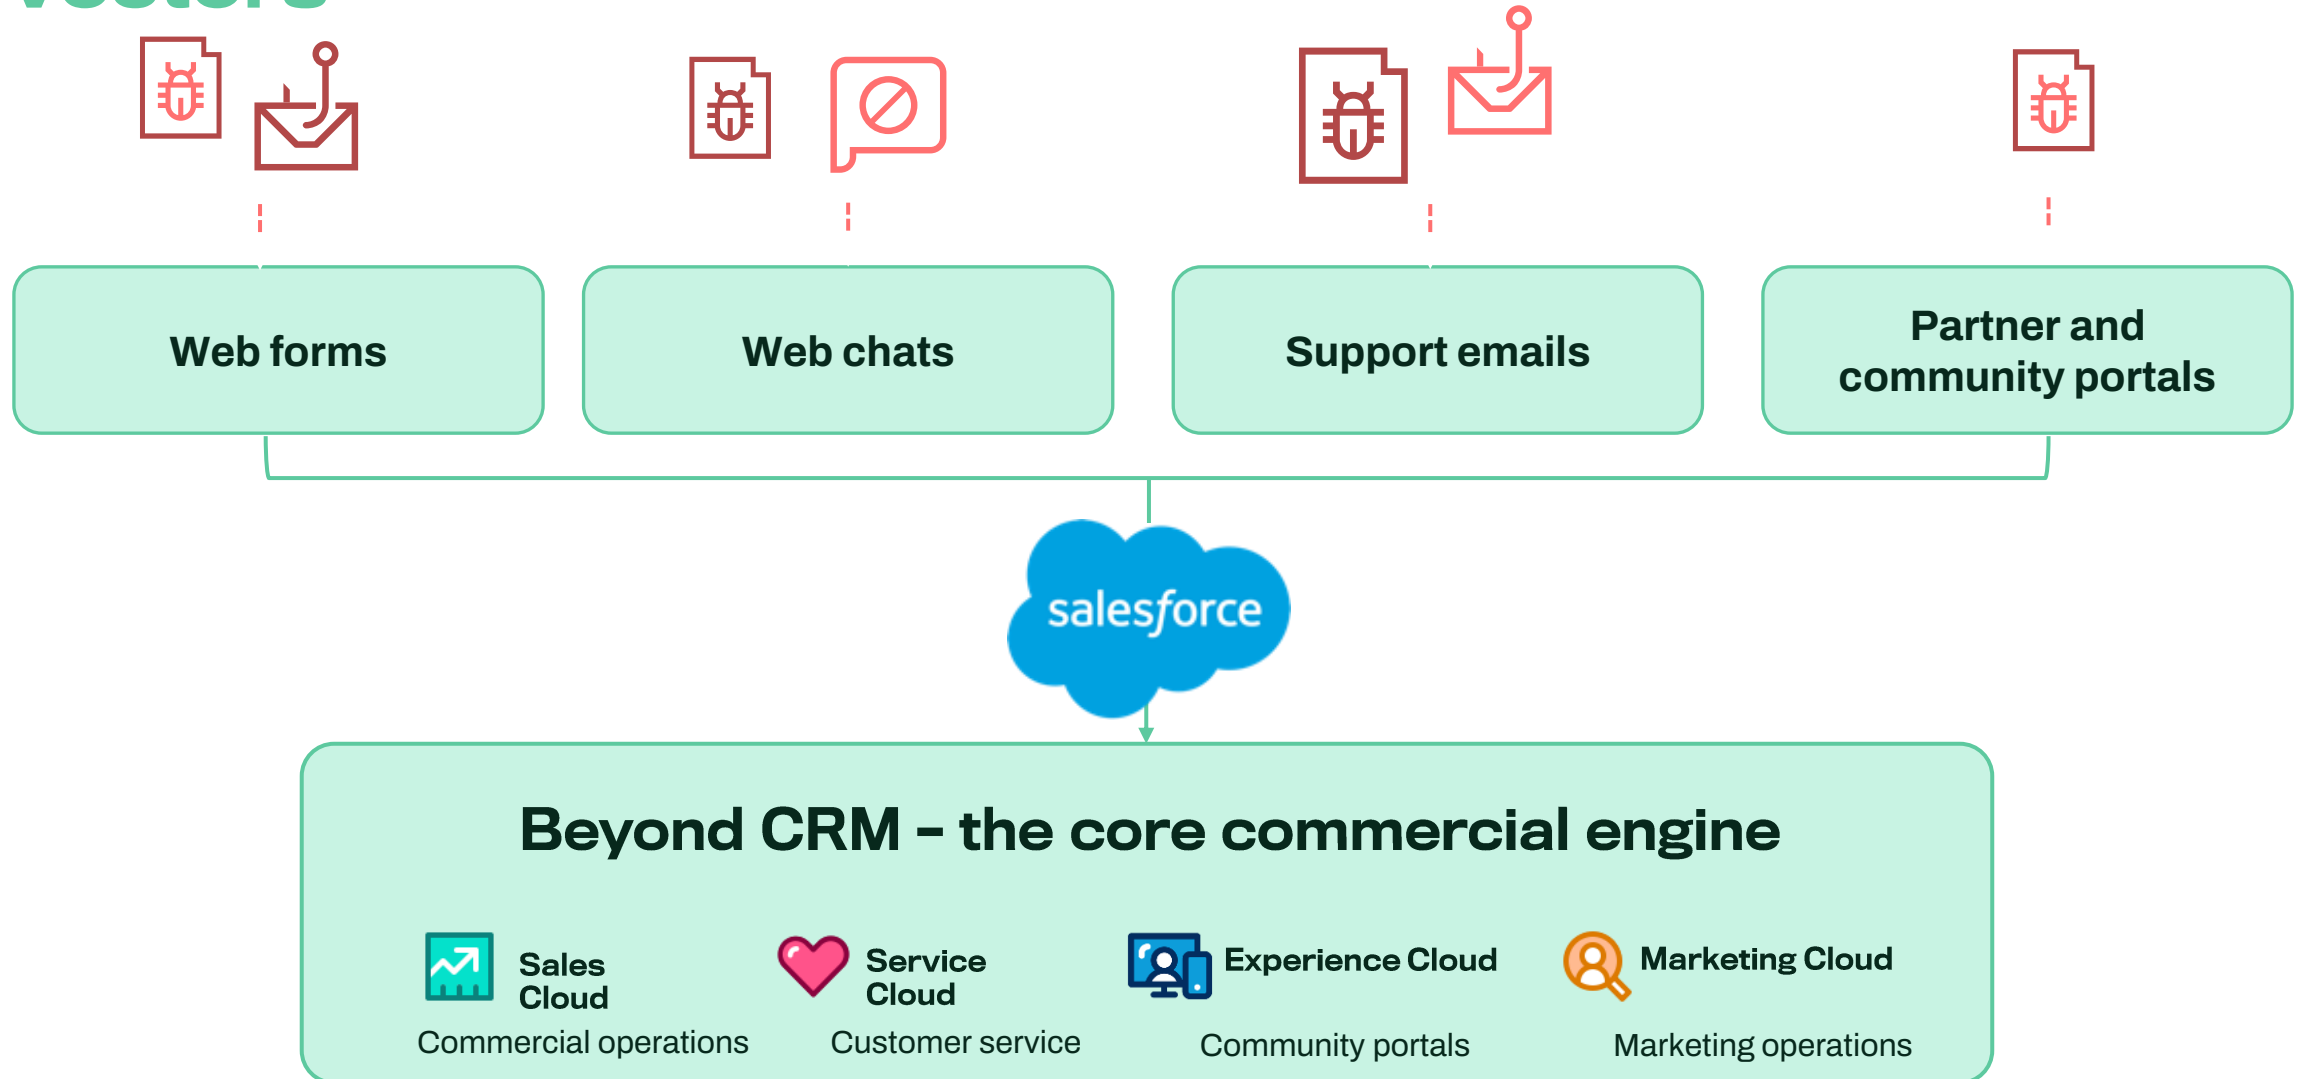 Web forms
Web chats
Support emails
Partner and
community portals
salesforce
Beyond CRM – the core commercial engine
Sales
Cloud
Service
Cloud
Experience Cloud
Marketing Cloud
Commercial operations
Customer service
Community portals
Marketing operations